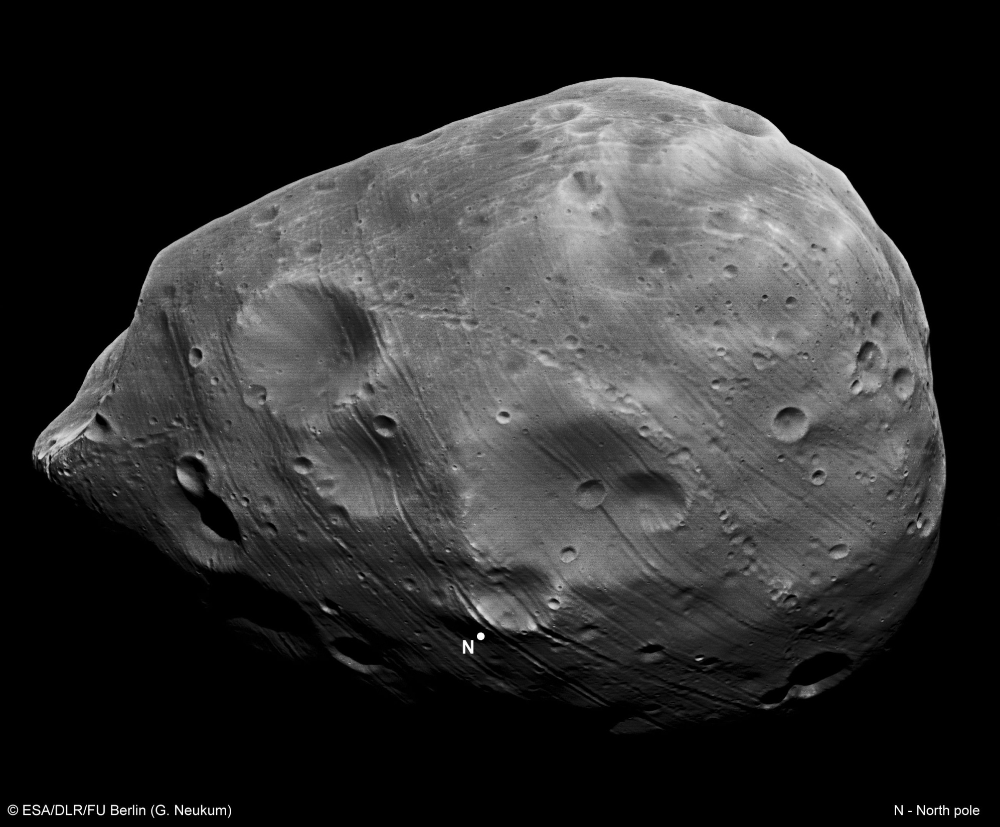 N
© ESA/DLR/FU Berlin (G. Neukum)
N - North pole